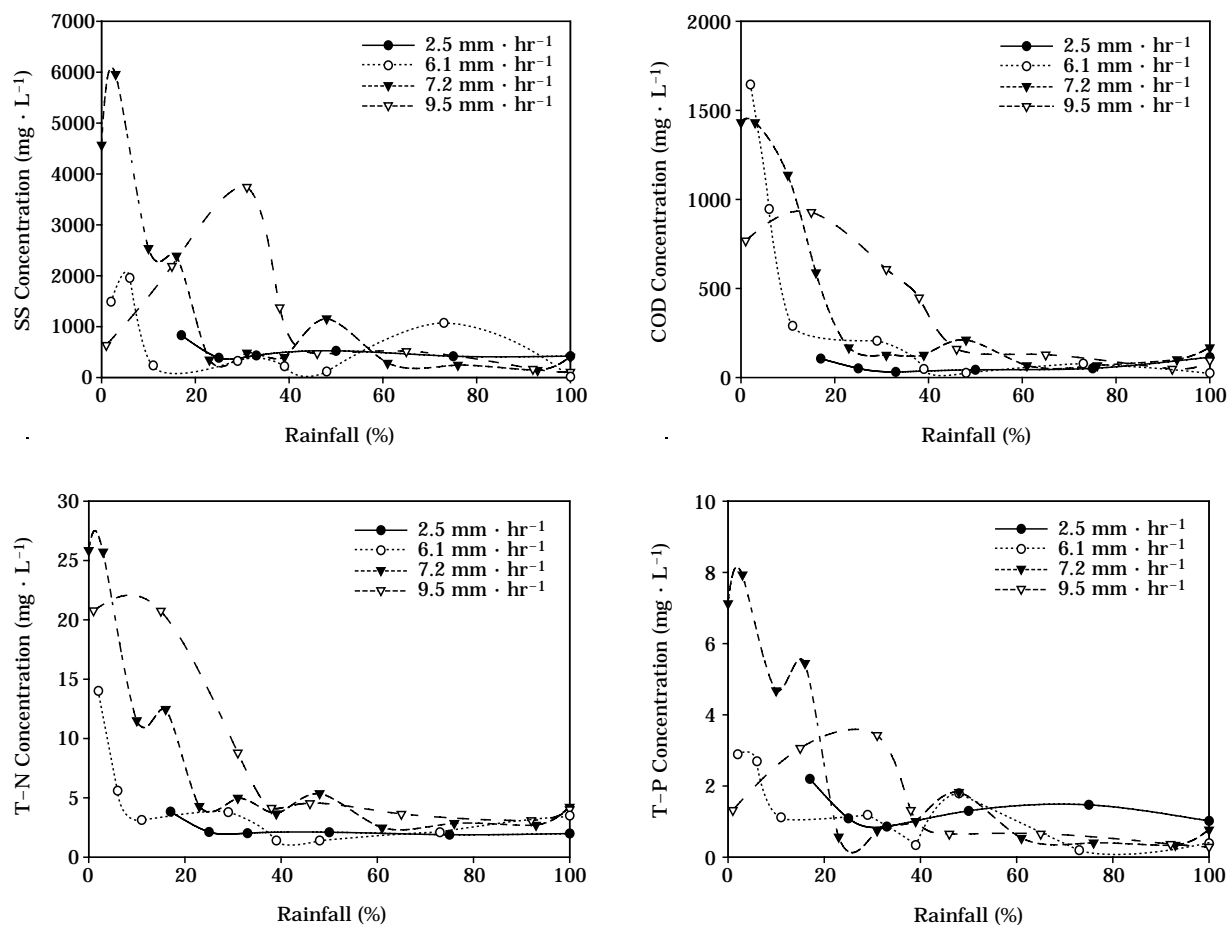 SS Concentration (mg · L⁻¹)
7000
6000
5000
4000
3000
2000
1000
0
0 20 40 60 80 100
Rainfall (%)
2.5 mm · hr⁻¹
6.1 mm · hr⁻¹
7.2 mm · hr⁻¹
9.5 mm · hr⁻¹
COD Concentration (mg · L⁻¹)
2000
1500
1000
500
0
0 20 40 60 80 100
Rainfall (%)
2.5 mm · hr⁻¹
6.1 mm · hr⁻¹
7.2 mm · hr⁻¹
9.5 mm · hr⁻¹
T-N Concentration (mg · L⁻¹)
30
25
20
15
10
5
0
0 20 40 60 80 100
Rainfall (%)
2.5 mm · hr⁻¹
6.1 mm · hr⁻¹
7.2 mm · hr⁻¹
9.5 mm · hr⁻¹
T-P Concentration (mg · L⁻¹)
10
8
6
4
2
0
0 20 40 60 80 100
Rainfall (%)
2.5 mm · hr⁻¹
6.1 mm · hr⁻¹
7.2 mm · hr⁻¹
9.5 mm · hr⁻¹